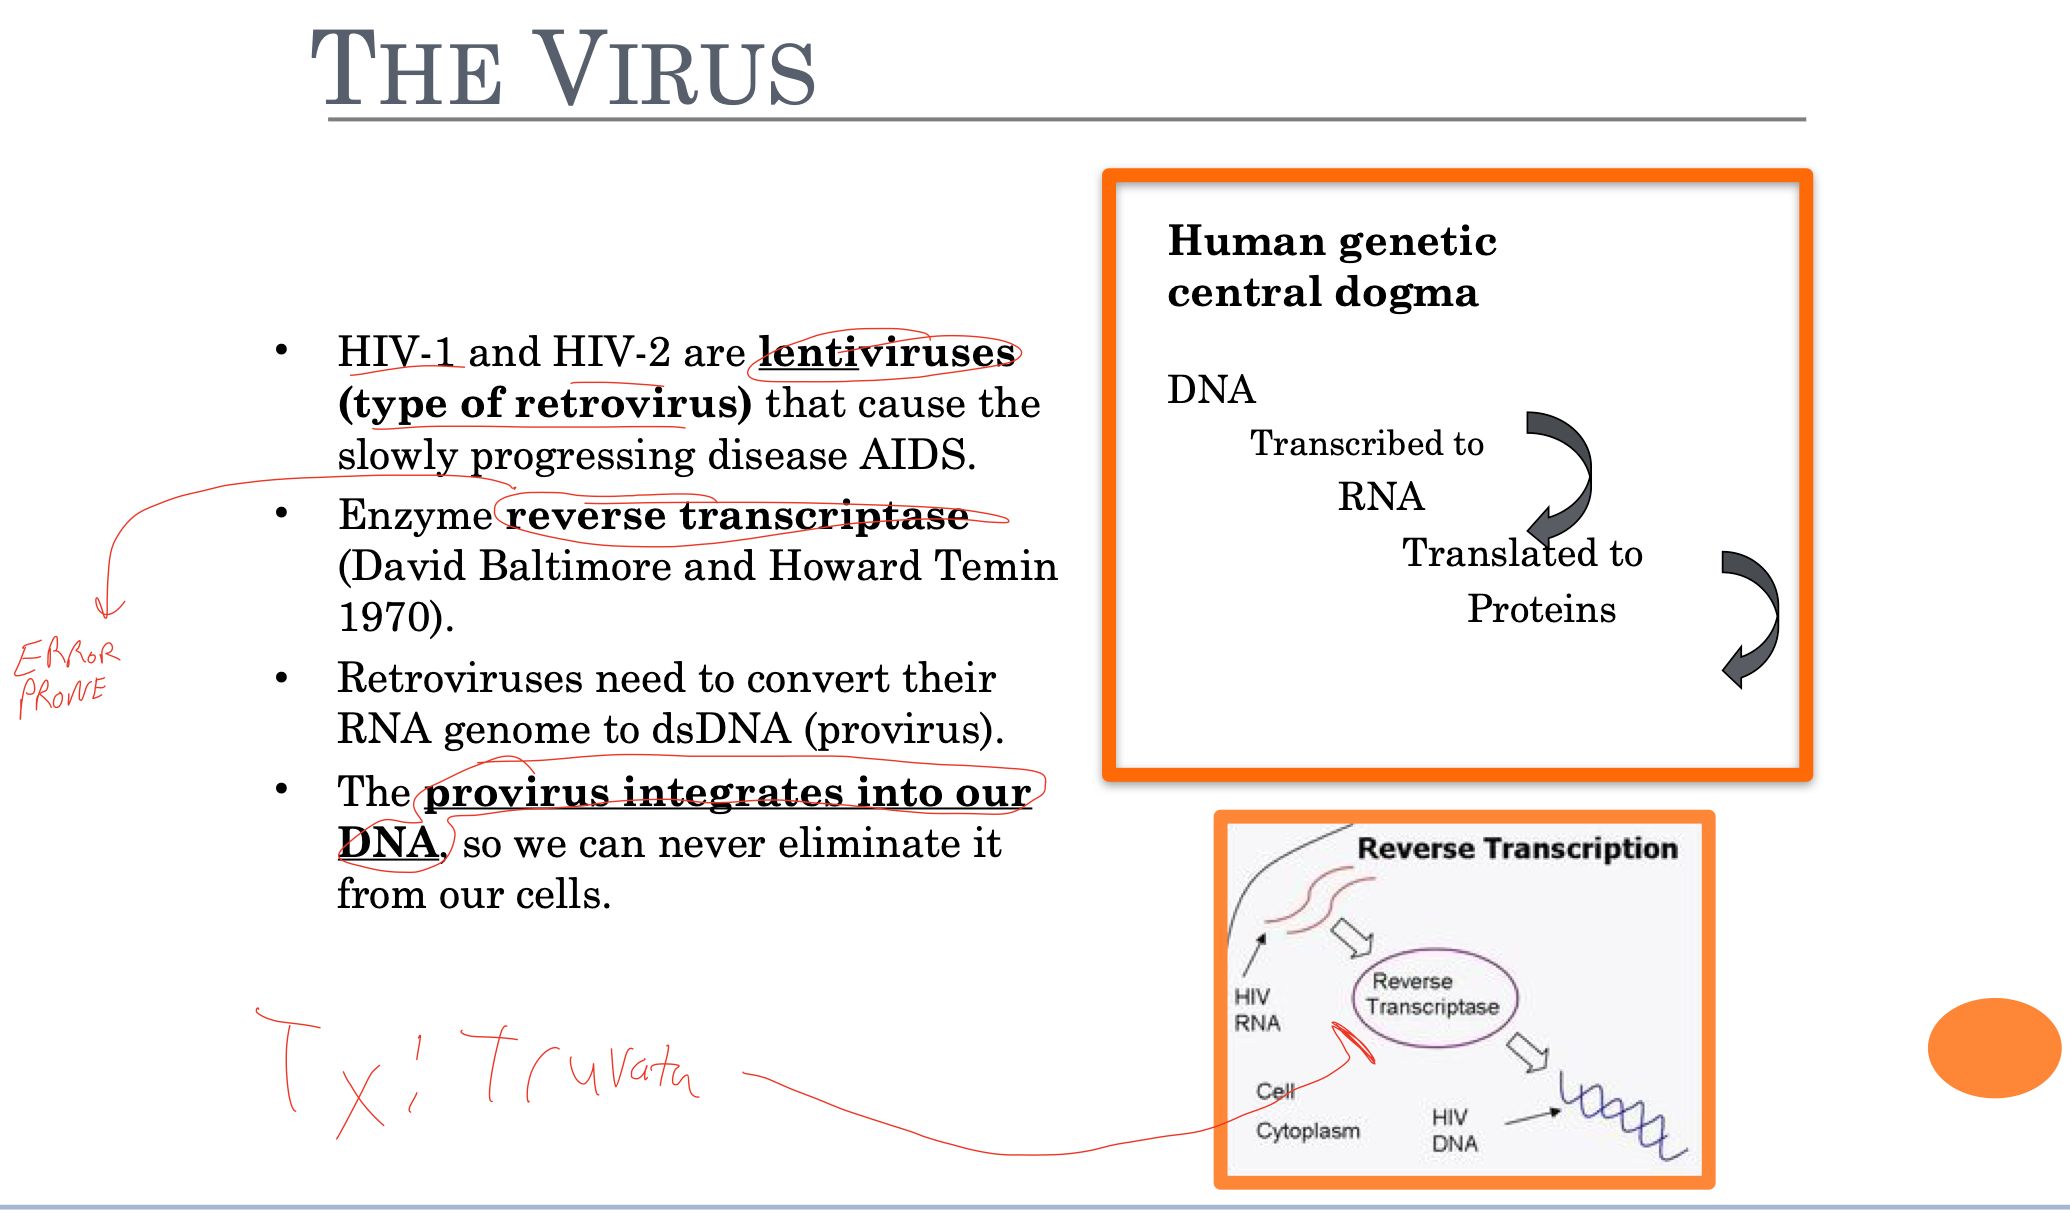 THE VIRUS
• HIV-1 and HIV-2 are lentiviruses
(type of retrovirus) that cause the
slowly progressing disease AIDS.
• Enzyme reverse transcriptase
(David Baltimore and Howard Temin
1970).
• Retroviruses need to convert their
RNA genome to dsDNA (provirus).
• The provirus integrates into our
DNA, so we can never eliminate it
from our cells.
ERROR
PRONE
Tx: Truvata
Human genetic
central dogma
DNA
Transcribed to
RNA
Translated to
Proteins
Reverse Transcription
HIV
RNA
Reverse
Transcriptase
Cell
Cytoplasm
HIV
DNA